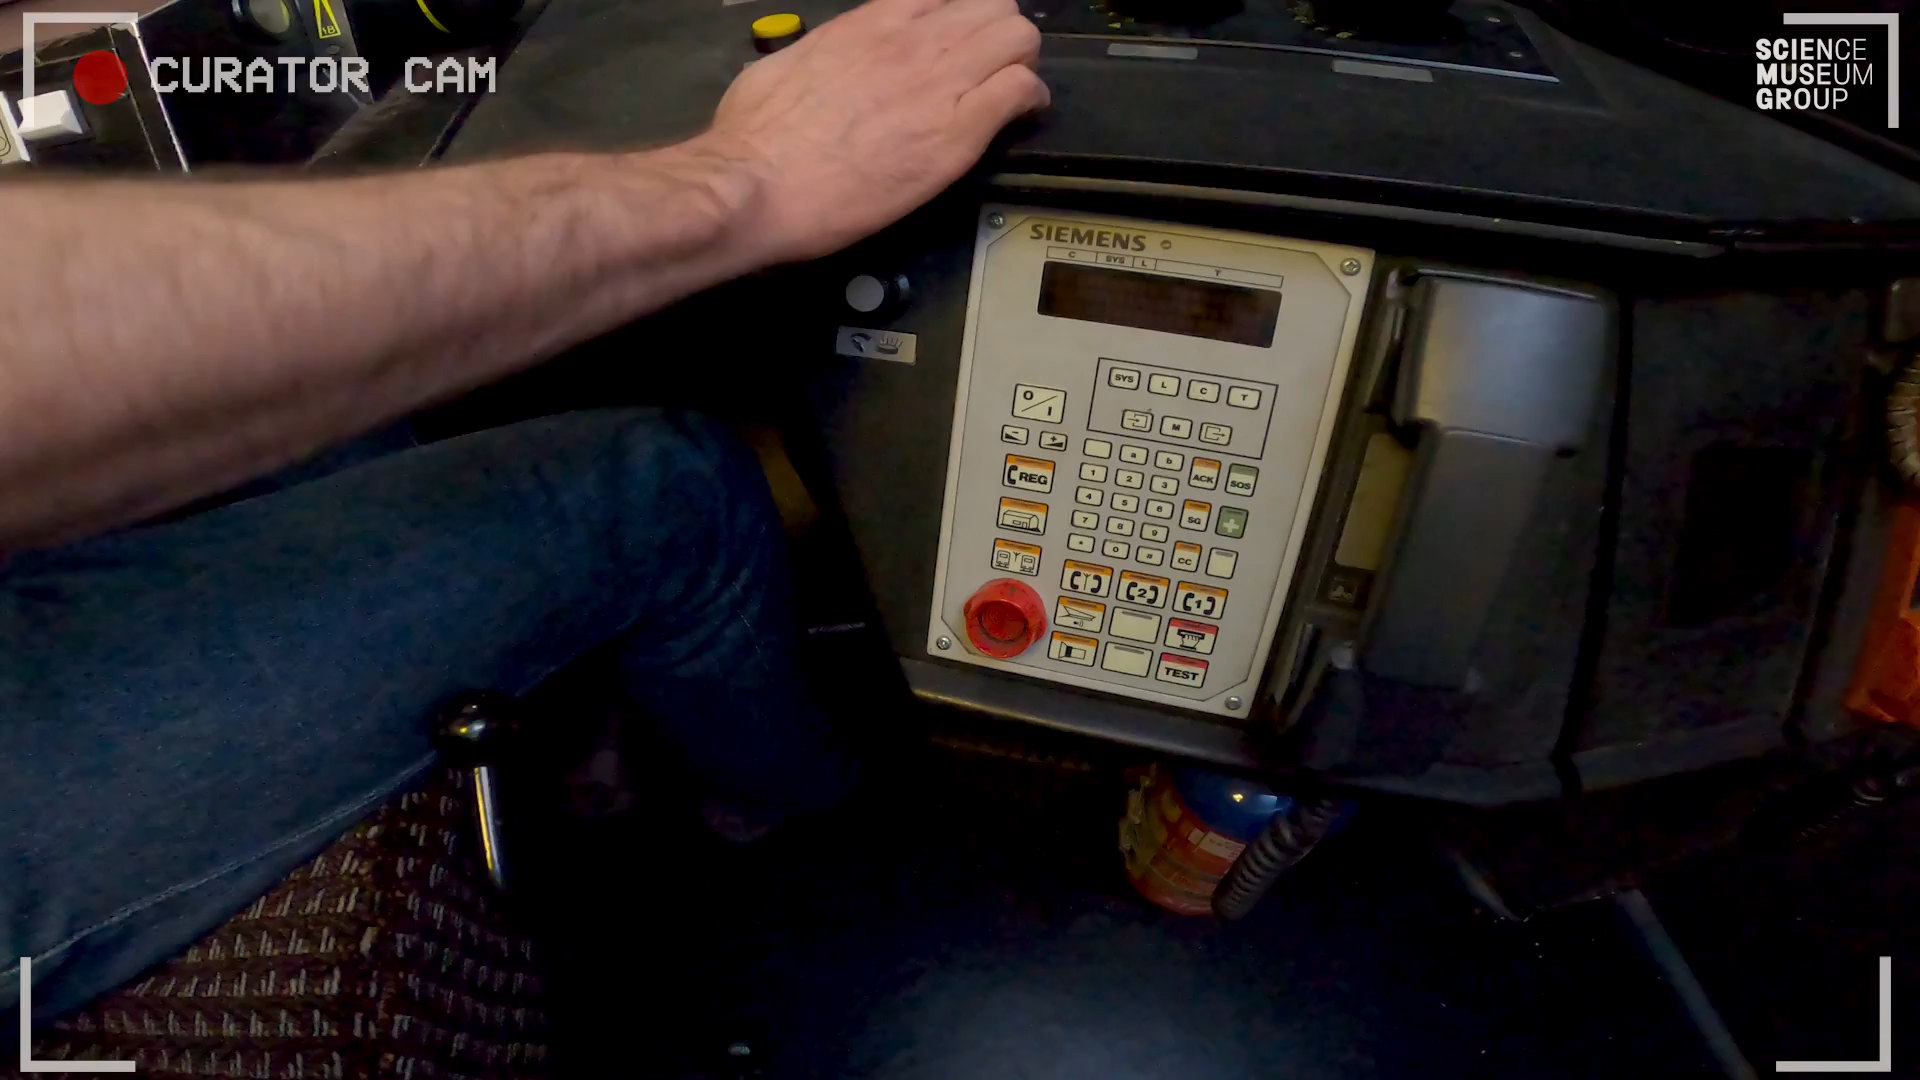 CURATOR CAM
SCIENCE
MUSEUM
GROUP
SIEMENS
C SYS L T
SYS L C T
O
I
M
- +
a b
REG
1 2 3 ACK SOS
4 5 6 SG
7 8 9
* 0 # CC
2 1
TEST